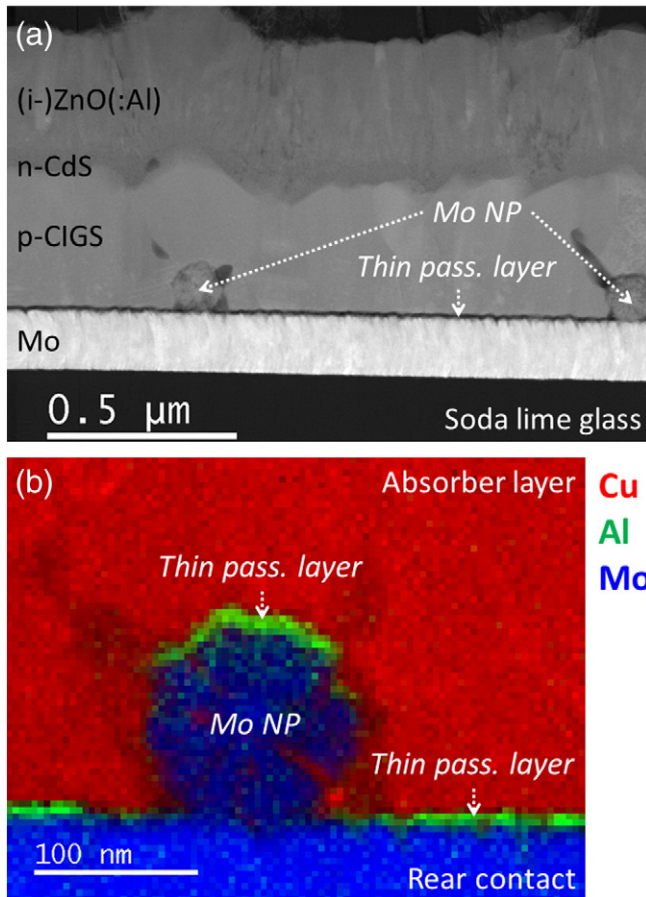 (a)
(i-)ZnO(:Al)
n-CdS
Mo NP
p-CIGS
Thin pass. layer
Mo
0.5 µm
Soda lime glass
(b)
Absorber layer
Cu
Thin pass. layer
Al
Mo
Mo NP
Thin pass. layer
100 nm
Rear contact